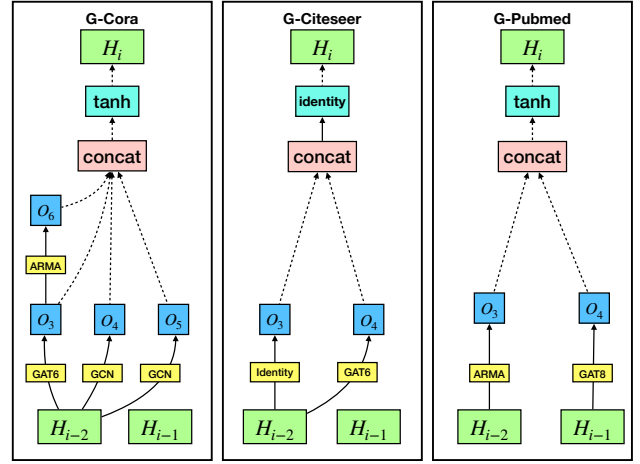 G-Cora
H_i
tanh
concat
O_6
ARMA
O_3 O_4 O_5
GAT6 GCN GCN
H_{i-2} H_{i-1}
G-Citeseer
H_i
identity
concat
O_3 O_4
Identity GAT6
H_{i-2} H_{i-1}
G-Pubmed
H_i
tanh
concat
O_3 O_4
ARMA GAT8
H_{i-2} H_{i-1}